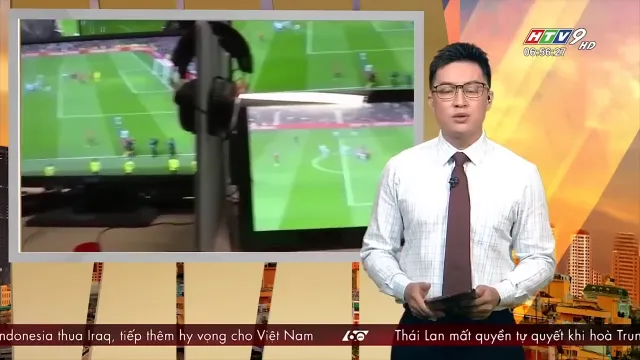 HTV9 HD
06:56:27
ndonesia thua Iraq, tiếp thêm hy vọng cho Việt Nam
60
Thái Lan mất quyền tự quyết khi hoà Trun